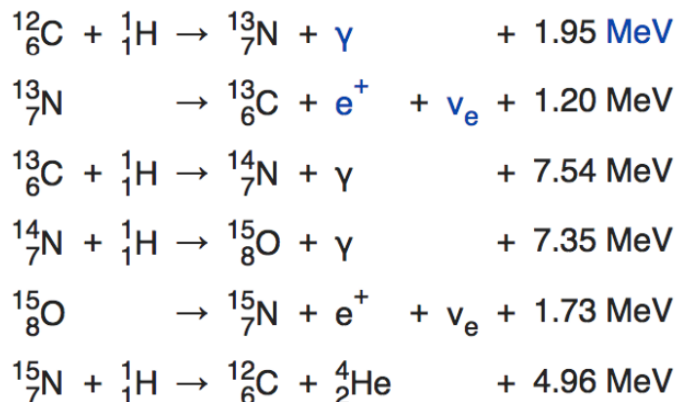 ¹²₆C + ¹₁H → ¹³₇N + γ + 1.95 MeV
¹³₇N → ¹³₆C + e⁺ + νₑ + 1.20 MeV
¹³₆C + ¹₁H → ¹⁴₇N + γ + 7.54 MeV
¹⁴₇N + ¹₁H → ¹⁵₈O + γ + 7.35 MeV
¹⁵₈O → ¹⁵₇N + e⁺ + νₑ + 1.73 MeV
¹⁵₇N + ¹₁H → ¹²₆C + ⁴₂He + 4.96 MeV